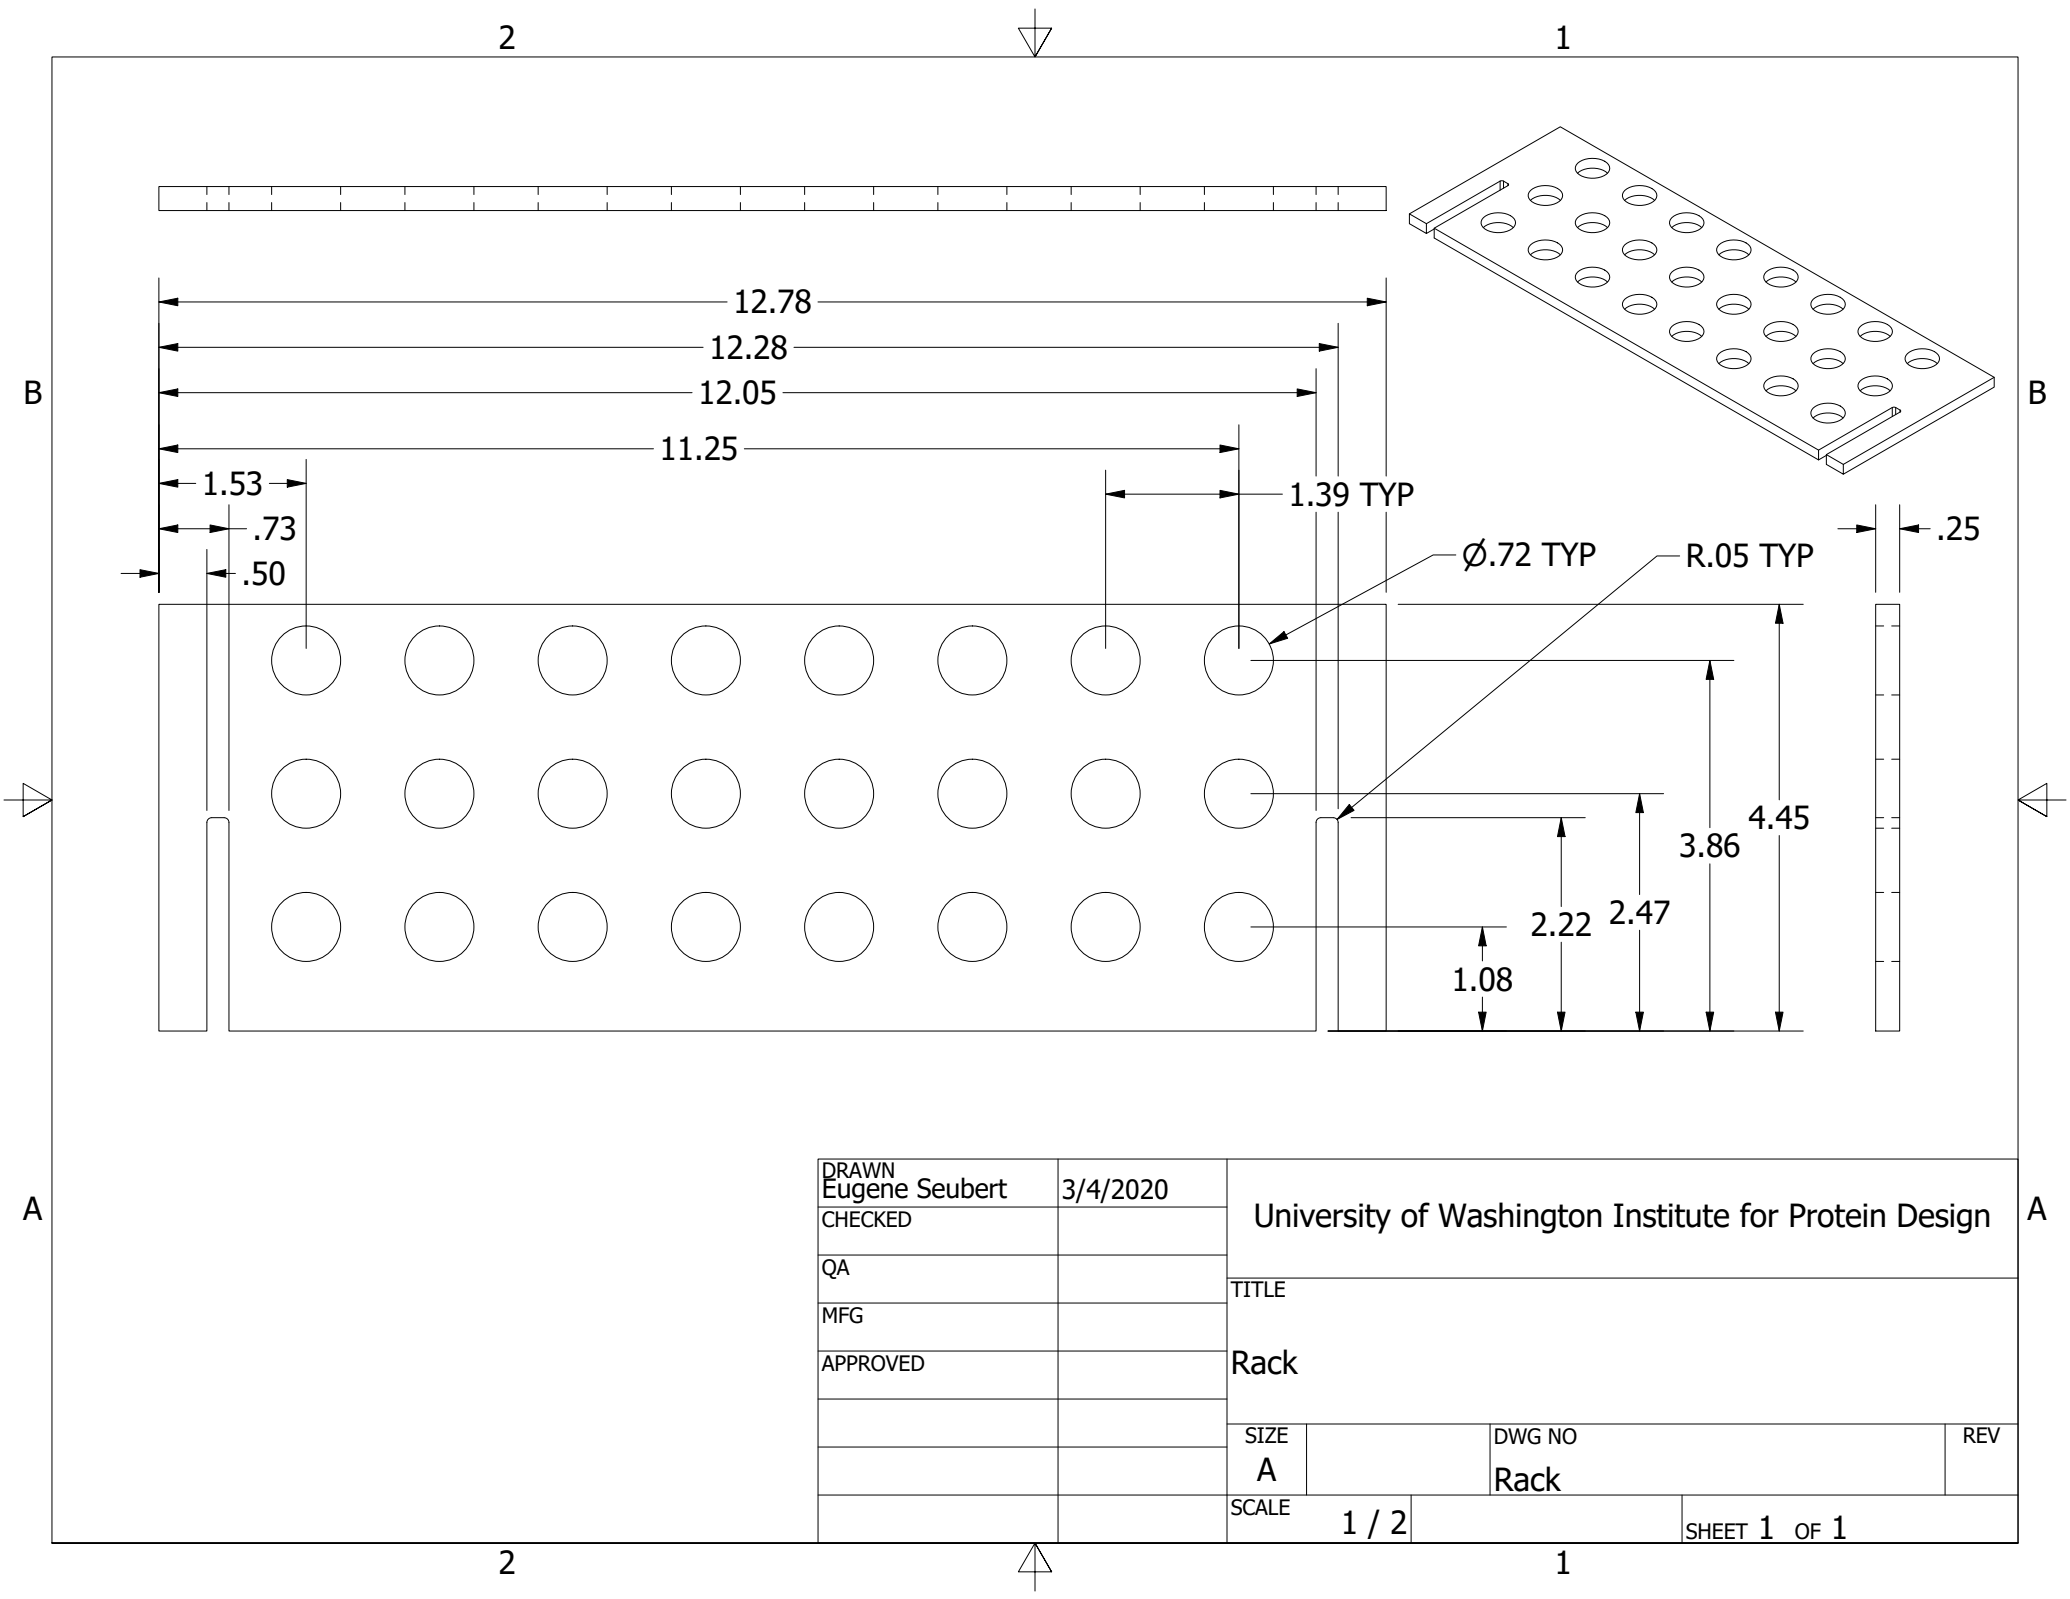 2
1
12.78
12.28
B
12.05
B
11.25
1.53
1.39 TYP
.73
.25
Ø.72 TYP
R.05 TYP
.50
4.45
3.86
2.47
2.22
1.08
DRAWN
Eugene Seubert
3/4/2020
A
University of Washington Institute for Protein Design
A
CHECKED
QA
TITLE
MFG
APPROVED
Rack
SIZE
A
DWG NO
Rack
REV
SCALE
1 / 2
SHEET 1 OF 1
2
1